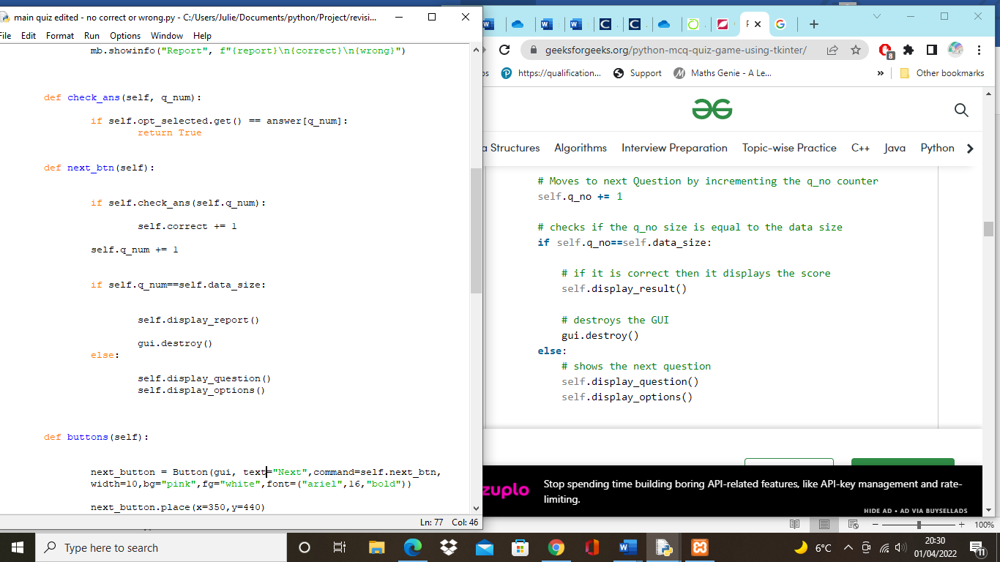 main quiz edited - no correct or wrong.py - C:/Users/Julie/Documents/python/Project/revisi...
File Edit Format Run Options Window Help
mb.showinfo("Report", f"{report}\n{correct}\n{wrong}")
def check_ans(self, q_num):
if self.opt_selected.get() == answer[q_num]:
return True
def next_btn(self):
if self.check_ans(self.q_num):
self.correct += 1
self.q_num += 1
if self.q_num==self.data_size:
self.display_report()
gui.destroy()
else:
self.display_question()
self.display_options()
def buttons(self):
next_button = Button(gui, text="Next",command=self.next_btn,
width=10,bg="pink",fg="white",font=("ariel",16,"bold"))
next_button.place(x=350,y=440)
Ln: 77 Col: 46
geeksforgeeks.org/python-mcq-quiz-game-using-tkinter/
8
ps https://qualification... Support Maths Genie - A Le... » Other bookmarks
a Structures Algorithms Interview Preparation Topic-wise Practice C++ Java Python
# Moves to next Question by incrementing the q_no counter
self.q_no += 1
# checks if the q_no size is equal to the data size
if self.q_no==self.data_size:
# if it is correct then it displays the score
self.display_result()
# destroys the GUI
gui.destroy()
else:
# shows the next question
self.display_question()
self.display_options()
zuplo
Stop spending time building boring API-related features, like API-key management and rate-
limiting.
HIDE AD • AD VIA BUYSELLADS
100%
Type here to search
6°C
20:30
01/04/2022
11